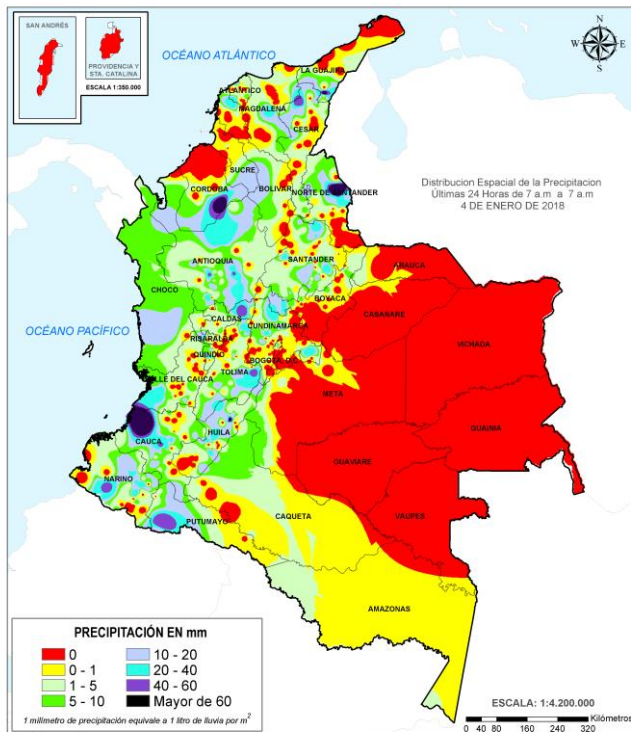 SAN ANDRÉS
PROVIDENCIA Y
STA. CATALINA
ESCALA 1:350.000
OCÉANO ATLÁNTICO
N
W E
S
LA GUAJIRA
ATLANTICO
MAGDALENA
CESAR
SUCRE
CORDOBA
BOLIVAR
NORTE DE SANTANDER
Distribucion Espacial de la Precipitacion
Últimas 24 Horas de 7 a.m a 7 a.m
4 DE ENERO DE 2018
ANTIOQUIA
SANTANDER
ARAUCA
CHOCO
BOYACA
CASANARE
OCÉANO PACÍFICO
CALDAS
CUNDINAMARCA
VICHADA
RISARALDA
QUINDIO
BOGOTA D.C.
TOLIMA
VALLE DEL CAUCA
META
GUAINIA
CAUCA
HUILA
GUAVIARE
NARIÑO
VAUPES
CAQUETA
PUTUMAYO
AMAZONAS
PRECIPITACIÓN EN mm
0
0 - 1
1 - 5
5 - 10
10 - 20
20 - 40
40 - 60
Mayor de 60
1 milimetro de precipitación equivale a 1 litro de lluvia por m²
ESCALA: 1:4.200.000
Kilómetros
0 40 80 160 240 320